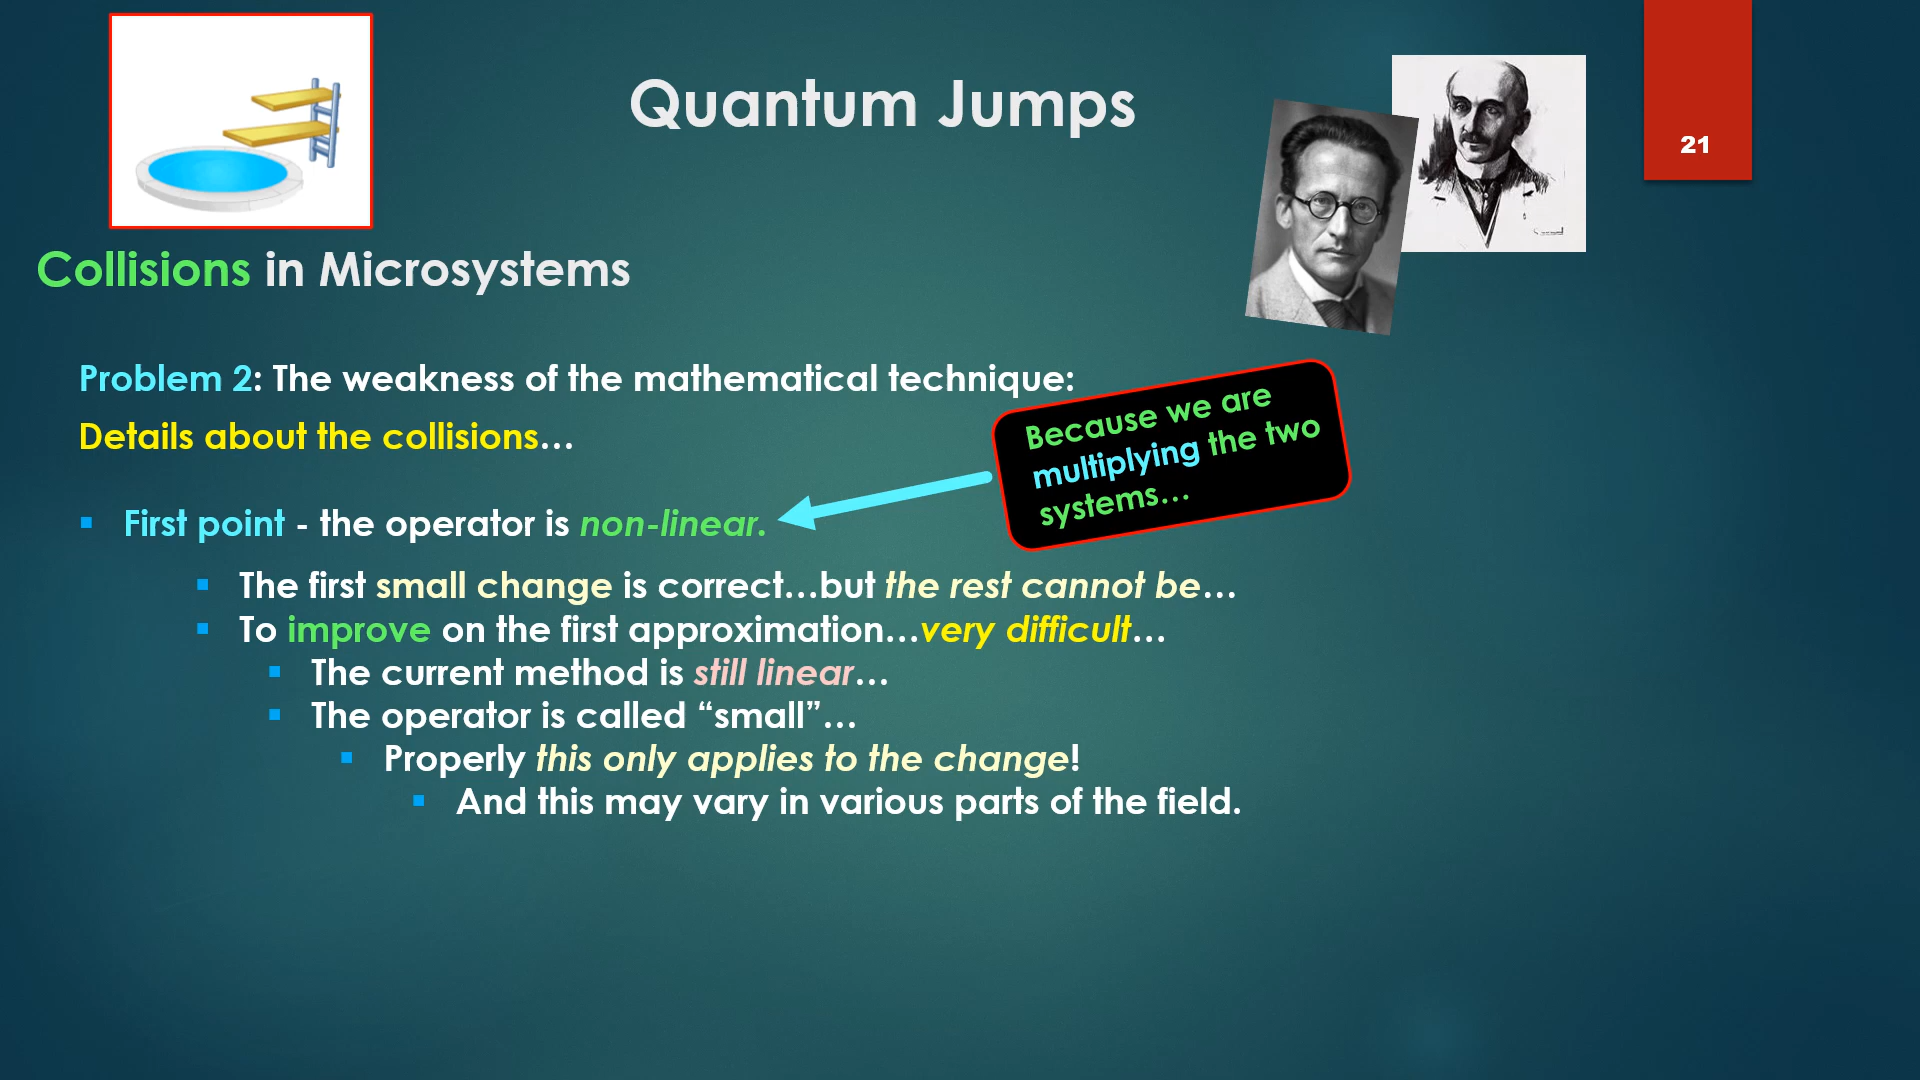 Quantum Jumps
21
Collisions in Microsystems
Problem 2: The weakness of the mathematical technique:
Details about the collisions…
Because we are
multiplying the two
systems…
First point - the operator is non-linear.
The first small change is correct…but the rest cannot be…
To improve on the first approximation…very difficult…
The current method is still linear…
The operator is called “small”…
Properly this only applies to the change!
And this may vary in various parts of the field.